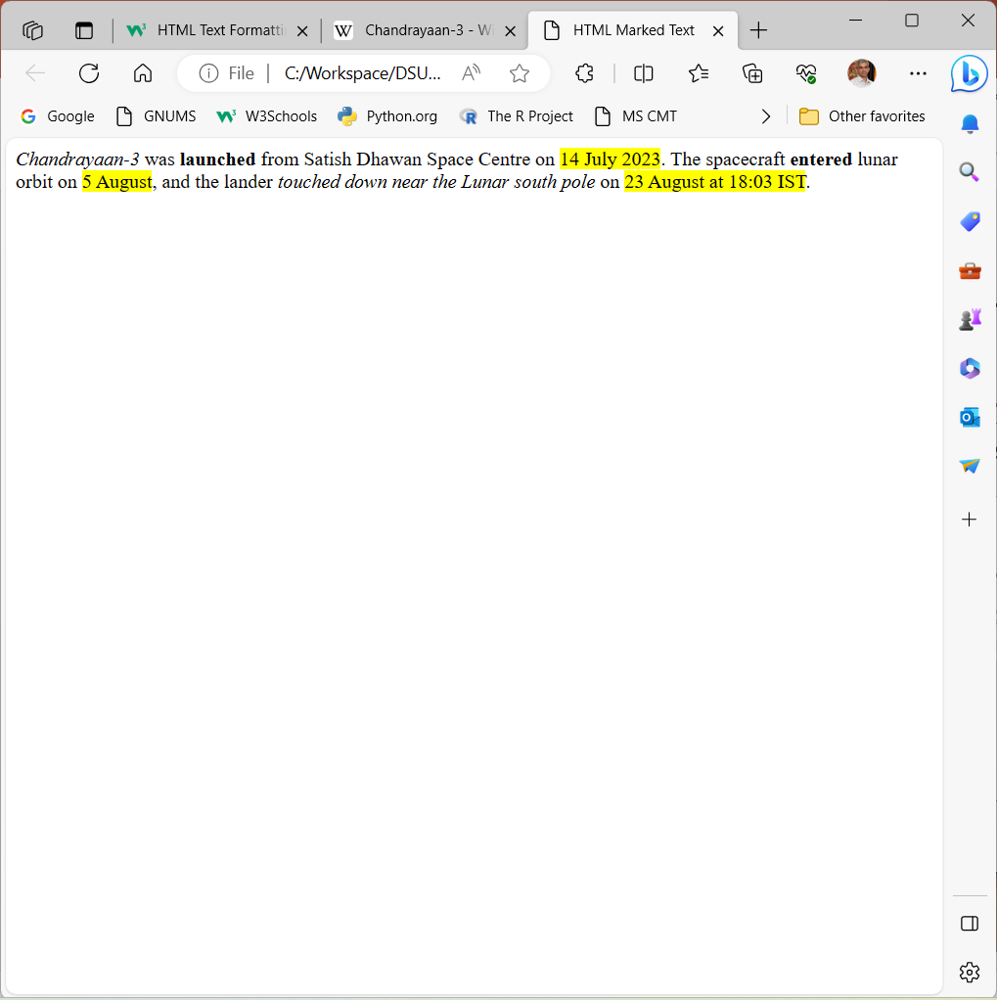 HTML Text Formatti
W Chandrayaan-3 - W
HTML Marked Text
File C:/Workspace/DSU...
Google GNUMS W3Schools Python.org The R Project MS CMT Other favorites
Chandrayaan-3 was launched from Satish Dhawan Space Centre on 14 July 2023. The spacecraft entered lunar
orbit on 5 August, and the lander touched down near the Lunar south pole on 23 August at 18:03 IST.